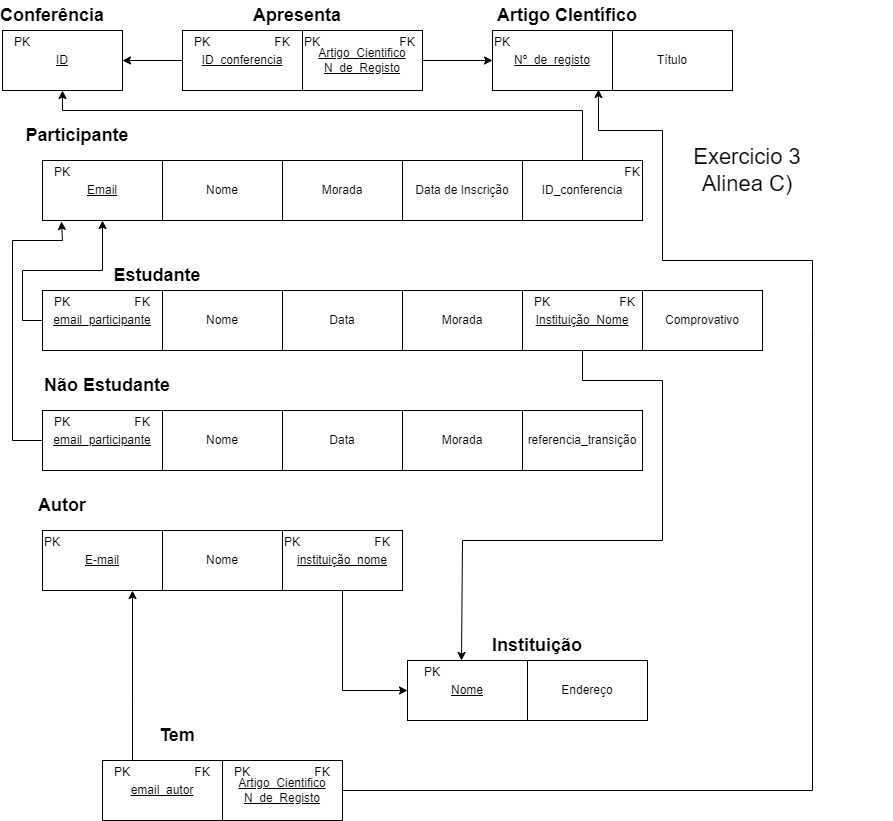 Conferência
PK
ID
Apresenta
PK FK
ID_conferencia
PK FK
Artigo_Cientifico
N_de_Registo
Artigo CIentífico
PK
Nº_de_registo
Título
Participante
PK
Email
Nome
Morada
Data de Inscrição
FK
ID_conferencia
Exercicio 3
Alinea C)
Estudante
PK FK
email_participante
Nome
Data
Morada
PK FK
Instituição_Nome
Comprovativo
Não Estudante
PK FK
email_participante
Nome
Data
Morada
referencia_transição
Autor
PK
E-mail
Nome
PK FK
instituição_nome
Instituição
PK
Nome
Endereço
Tem
PK FK
email_autor
PK FK
Artigo_Cientifico
N_de_Registo